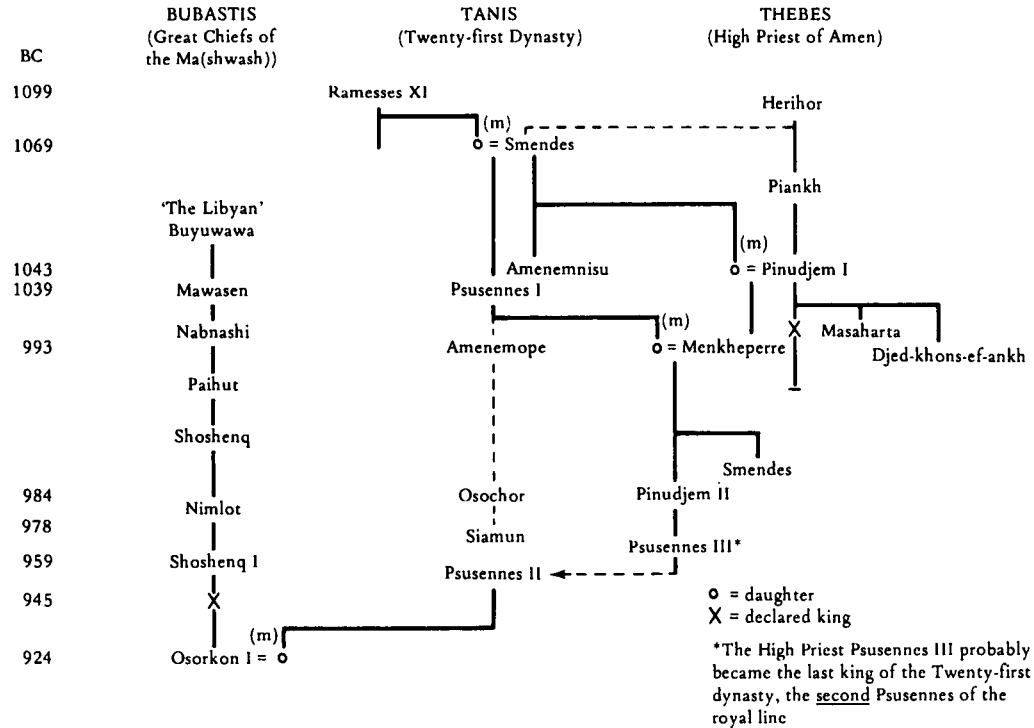 BUBASTIS
(Great Chiefs of
the Ma(shwash))
TANIS
(Twenty-first Dynasty)
THEBES
(High Priest of Amen)
BC
1099
Ramesses XI
Herihor
(m)
1069
o = Smendes
Piankh
'The Libyan'
Buyuwawa
(m)
1043
Amenemnisu
o = Pinudjem I
1039
Mawasen
Psusennes I
Nabnashi
(m)
X
Masaharta
993
Amenemope
o = Menkheperre
Djed-khons-ef-ankh
Paihut
Shoshenq
Smendes
984
Nimlot
Osochor
Pinudjem II
978
Siamun
959
Shoshenq I
Psusennes III*
Psusennes II
945
X
o = daughter
X = declared king
(m)
924
Osorkon I = o
*The High Priest Psusennes III probably
became the last king of the Twenty-first
dynasty, the second Psusennes of the
royal line